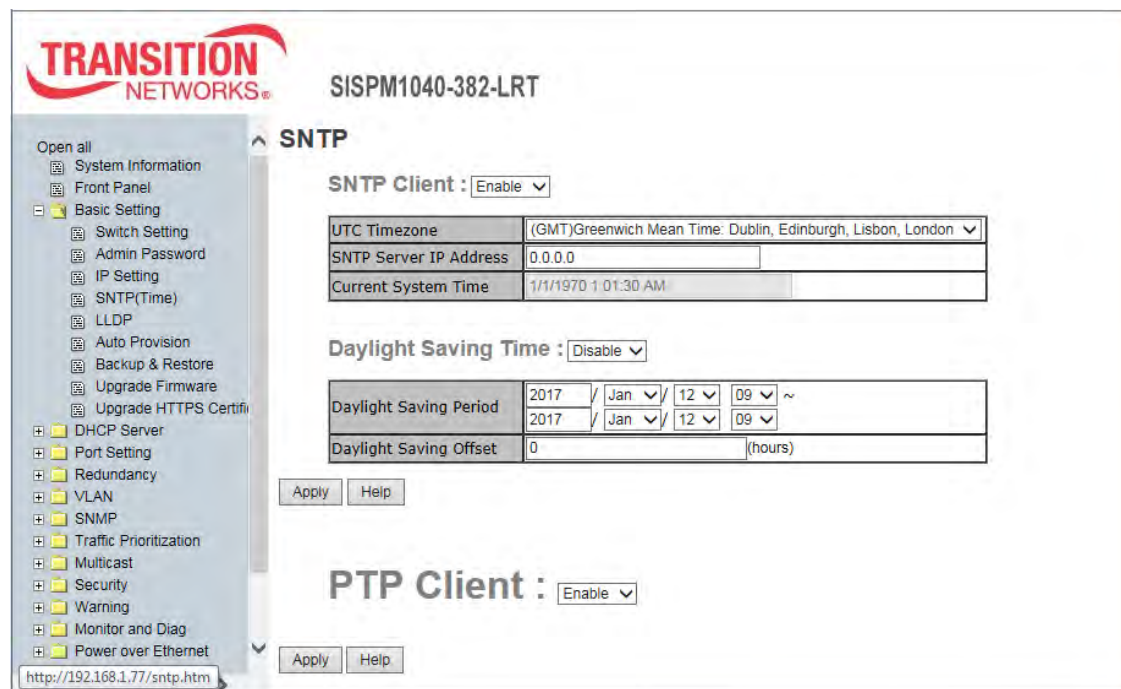 TRANSITION
NETWORKS®
SISPM1040-382-LRT
Open all
System Information
Front Panel
Basic Setting
Switch Setting
Admin Password
IP Setting
SNTP(Time)
LLDP
Auto Provision
Backup & Restore
Upgrade Firmware
Upgrade HTTPS Certifi
DHCP Server
Port Setting
Redundancy
VLAN
SNMP
Traffic Prioritization
Multicast
Security
Warning
Monitor and Diag
Power over Ethernet
http://192.168.1.77/sntp.htm
SNTP
SNTP Client : Enable
UTC Timezone (GMT)Greenwich Mean Time: Dublin, Edinburgh, Lisbon, London
SNTP Server IP Address 0.0.0.0
Current System Time 1/1/1970 1:01:30 AM
Daylight Saving Time : Disable
Daylight Saving Period 2017 / Jan / 12 09 ~
2017 / Jan / 12 09
Daylight Saving Offset 0 (hours)
Apply Help
PTP Client : Enable
Apply Help